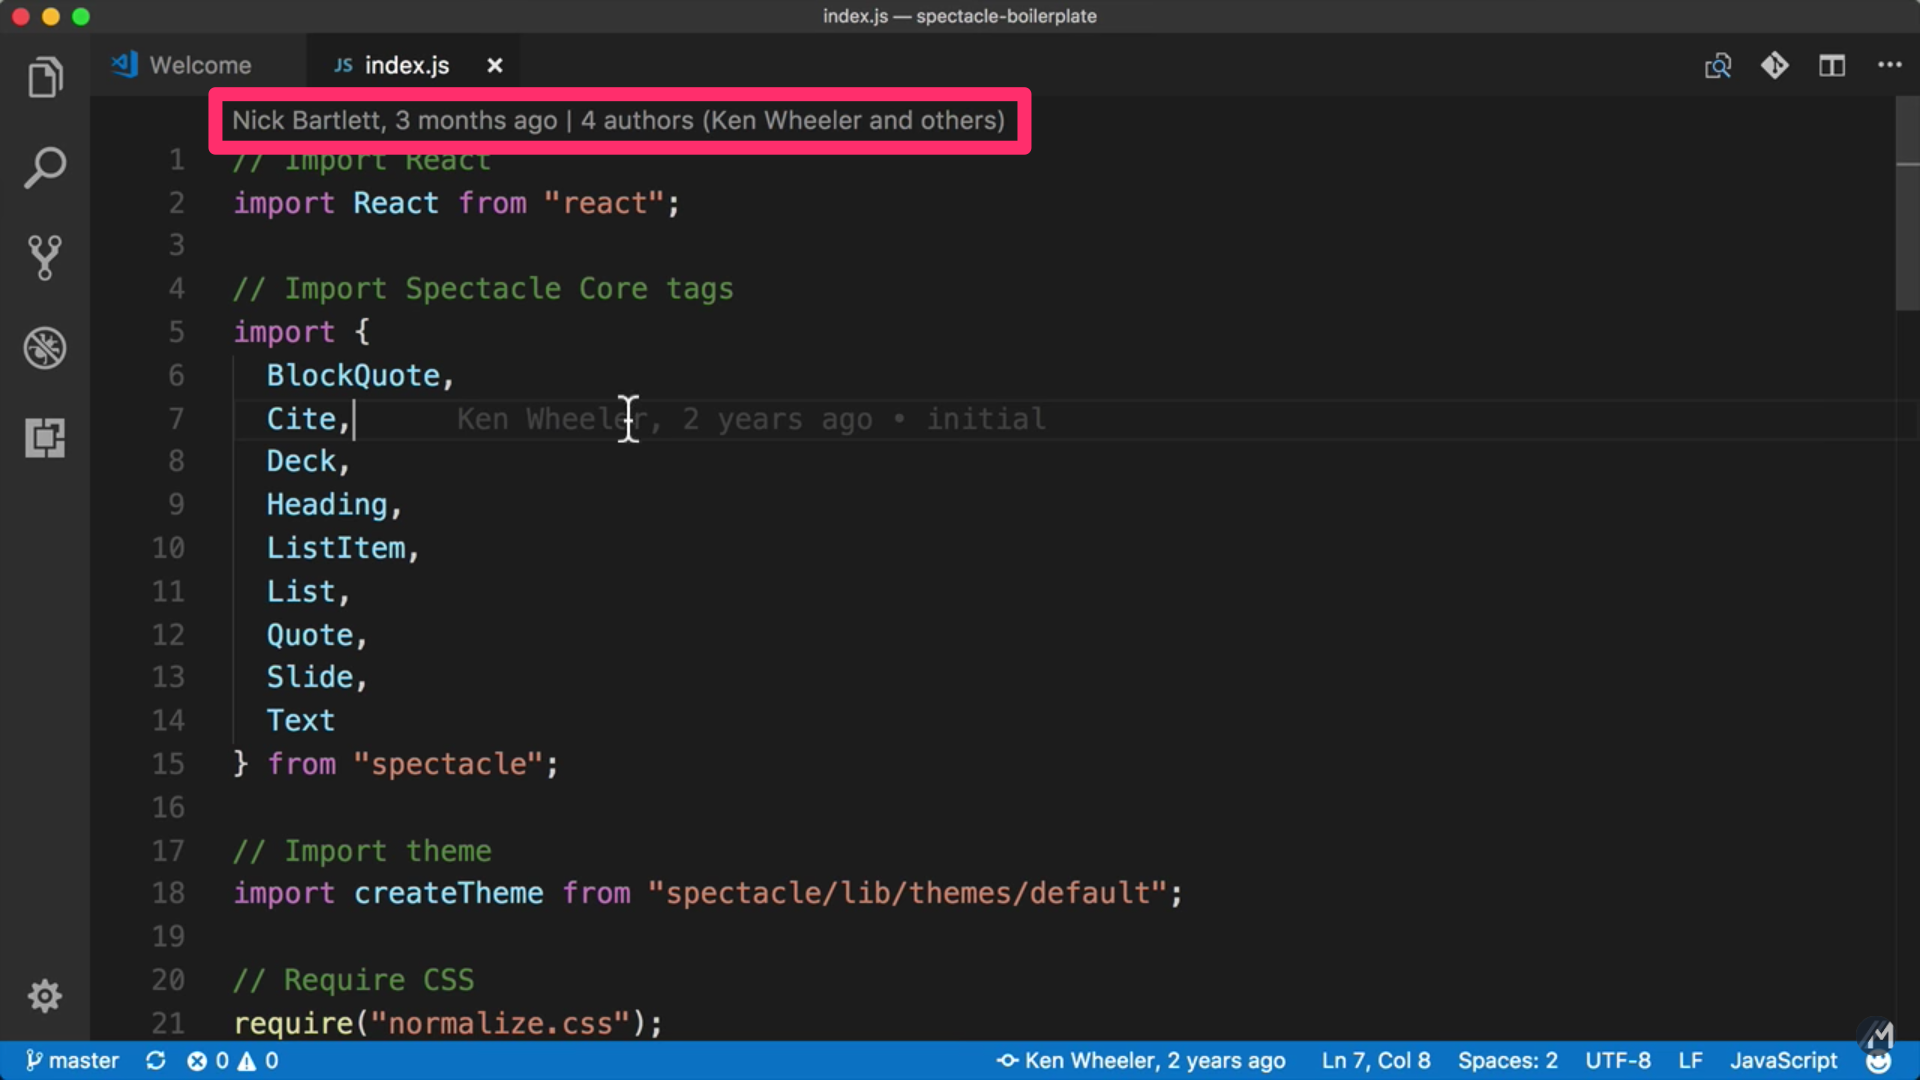 index.js — spectacle-boilerplate
Welcome
JS index.js
Nick Bartlett, 3 months ago | 4 authors (Ken Wheeler and others)
1 // Import React
2 import React from "react";
3
4 // Import Spectacle Core tags
5 import {
6 BlockQuote,
7 Cite, Ken Wheeler, 2 years ago • initial
8 Deck,
9 Heading,
10 ListItem,
11 List,
12 Quote,
13 Slide,
14 Text
15 } from "spectacle";
16
17 // Import theme
18 import createTheme from "spectacle/lib/themes/default";
19
20 // Require CSS
21 require("normalize.css");
master 0 0 Ken Wheeler, 2 years ago Ln 7, Col 8 Spaces: 2 UTF-8 LF JavaScript